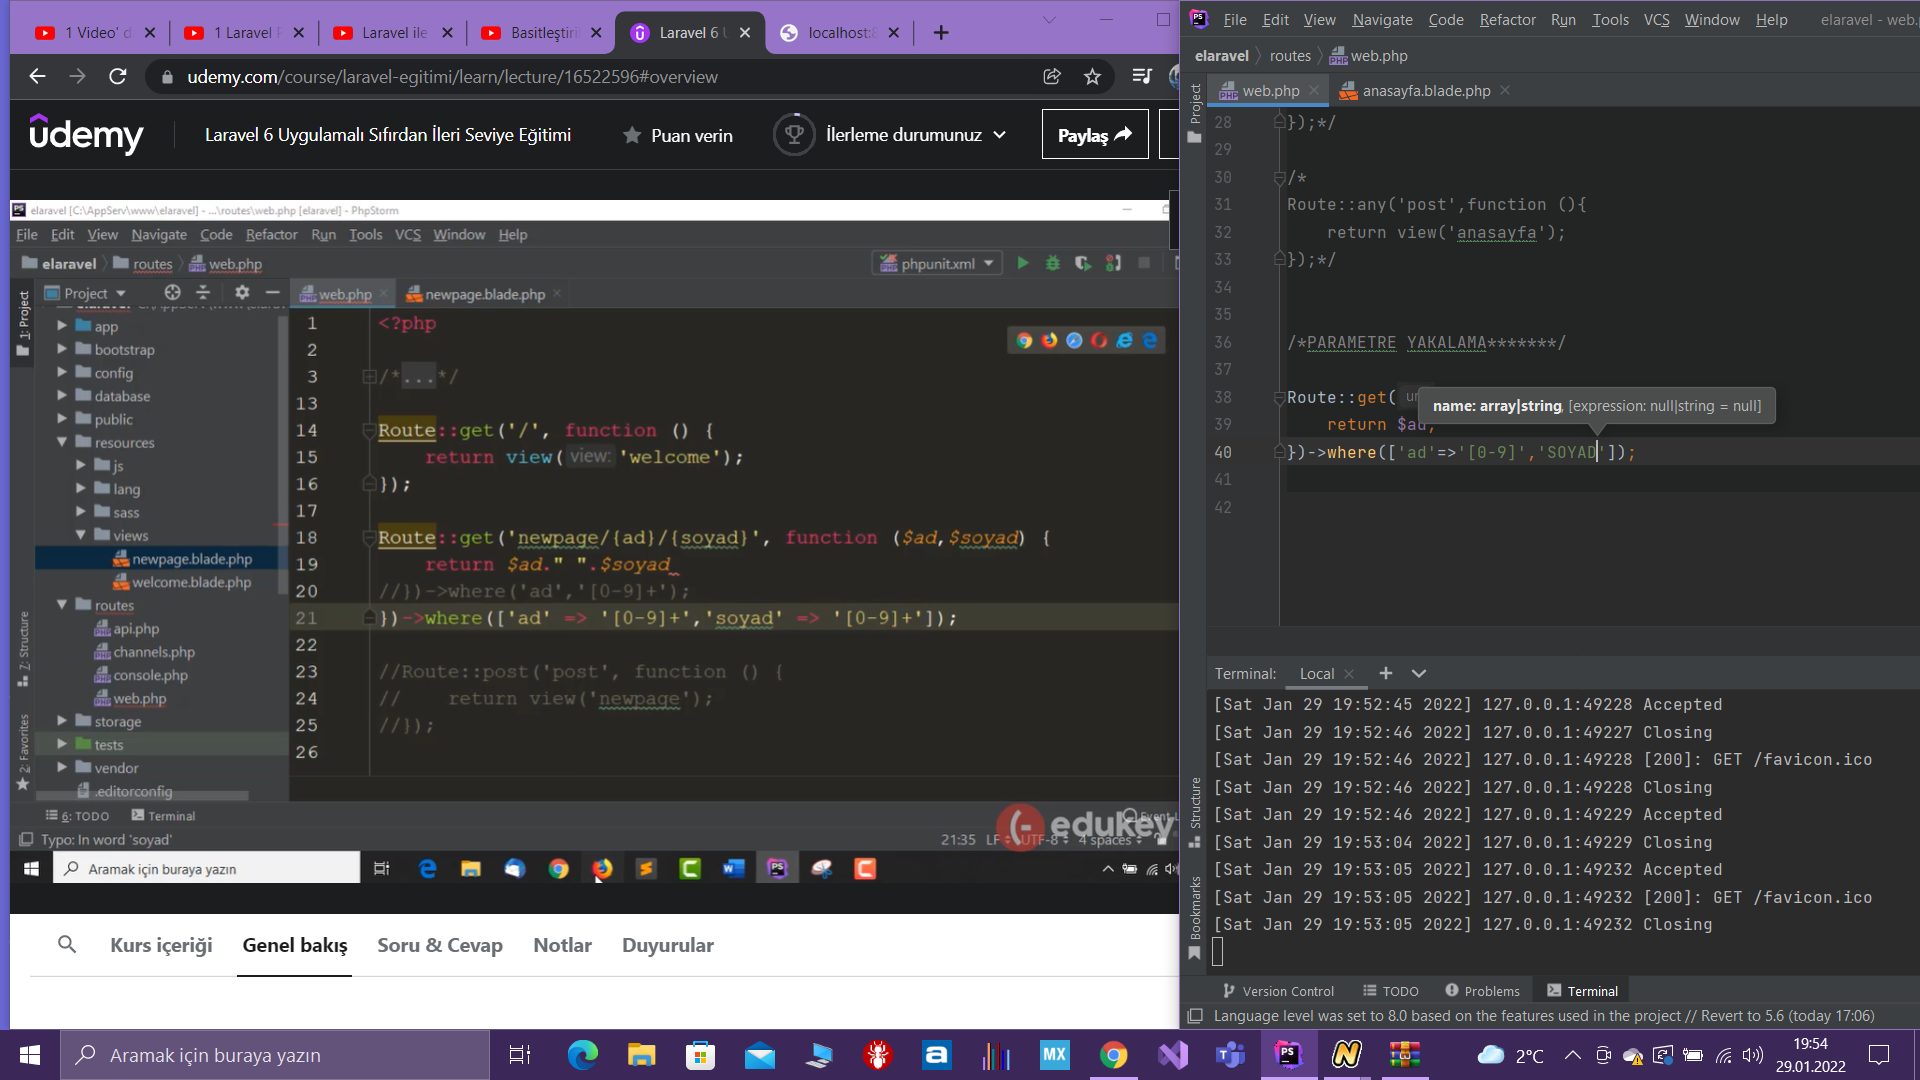 1 Video' d
1 Laravel P
Laravel ile
Basitleştiri
Laravel 6 U
localhost:8
udemy.com/course/laravel-egitimi/learn/lecture/16522596#overview
ûdemy
Laravel 6 Uygulamalı Sıfırdan İleri Seviye Eğitimi
Puan verin
İlerleme durumunuz
Paylaş
elaravel [C:\AppServ\www\elaravel] - ...\routes\web.php [elaravel] - PhpStorm
File Edit View Navigate Code Refactor Run Tools VCS Window Help
elaravel routes web.php
phpunit.xml
Project
web.php
newpage.blade.php
1: Project
app
bootstrap
config
database
public
resources
js
lang
sass
views
newpage.blade.php
welcome.blade.php
routes
api.php
channels.php
console.php
web.php
storage
tests
vendor
.editorconfig
Z: Structure
2: Favorites
1 <?php
2
3 /*...*/
13
14 Route::get('/', function () {
15 return view( view: 'welcome');
16 });
17
18 Route::get('newpage/{ad}/{soyad}', function ($ad,$soyad) {
19 return $ad." ".$soyad
20 //})->where('ad','[0-9]+');
21 })->where(['ad' => '[0-9]+','soyad' => '[0-9]+']);
22
23 //Route::post('post', function () {
24 // return view('newpage');
25 //});
26
6: TODO Terminal
Typo: In word 'soyad'
21:35 LF UTF-8 4 spaces
edukey
Aramak için buraya yazın
Kurs içeriği
Genel bakış
Soru & Cevap
Notlar
Duyurular
File Edit View Navigate Code Refactor Run Tools VCS Window Help elaravel - web.
elaravel routes web.php
web.php
anasayfa.blade.php
Project
28 });*/
29
30 /*
31 Route::any('post',function (){
32 return view('anasayfa');
33 });*/
34
35
36 /*PARAMETRE YAKALAMA*******/
37
38 Route::get(
name: array|string, [expression: null|string = null]
39 return $ad;
40 })->where(['ad'=>'[0-9]','SOYAD']);
41
42
Terminal: Local
[Sat Jan 29 19:52:45 2022] 127.0.0.1:49228 Accepted
[Sat Jan 29 19:52:46 2022] 127.0.0.1:49227 Closing
[Sat Jan 29 19:52:46 2022] 127.0.0.1:49228 [200]: GET /favicon.ico
[Sat Jan 29 19:52:46 2022] 127.0.0.1:49228 Closing
[Sat Jan 29 19:52:46 2022] 127.0.0.1:49229 Accepted
[Sat Jan 29 19:53:04 2022] 127.0.0.1:49229 Closing
[Sat Jan 29 19:53:05 2022] 127.0.0.1:49232 Accepted
[Sat Jan 29 19:53:05 2022] 127.0.0.1:49232 [200]: GET /favicon.ico
[Sat Jan 29 19:53:05 2022] 127.0.0.1:49232 Closing
Structure
Bookmarks
Version Control
TODO
Problems
Terminal
Language level was set to 8.0 based on the features used in the project // Revert to 5.6 (today 17:06)
Aramak için buraya yazın
MX
2°C
19:54
29.01.2022